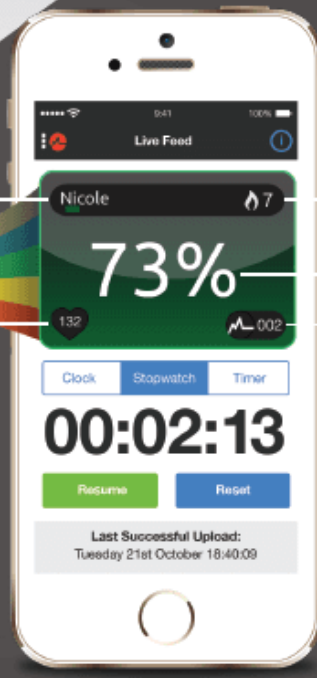 9:41 100%
Live Feed
Nicole 7
73%
132 002
Clock Stopwatch Timer
00:02:13
Resume Reset
Last Successful Upload:
Tuesday 21st October 18:40:09